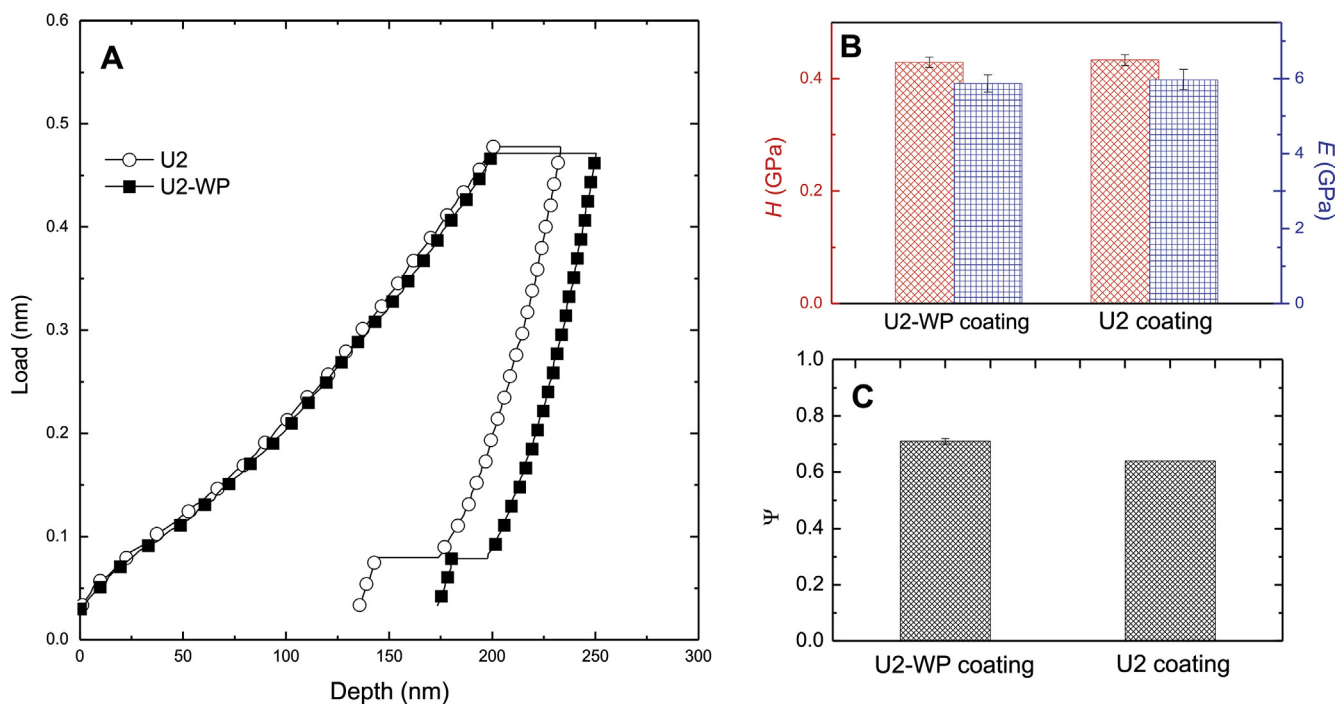 A
0.6
0.5
0.4
0.3
0.2
0.1
0.0
Load (nm)
U2
U2-WP
0 50 100 150 200 250 300
Depth (nm)
B
0.4
0.2
0.0
H (GPa)
6
4
2
0
E (GPa)
U2-WP coating U2 coating
C
1.0
0.8
0.6
0.4
0.2
0.0
Ψ
U2-WP coating U2 coating